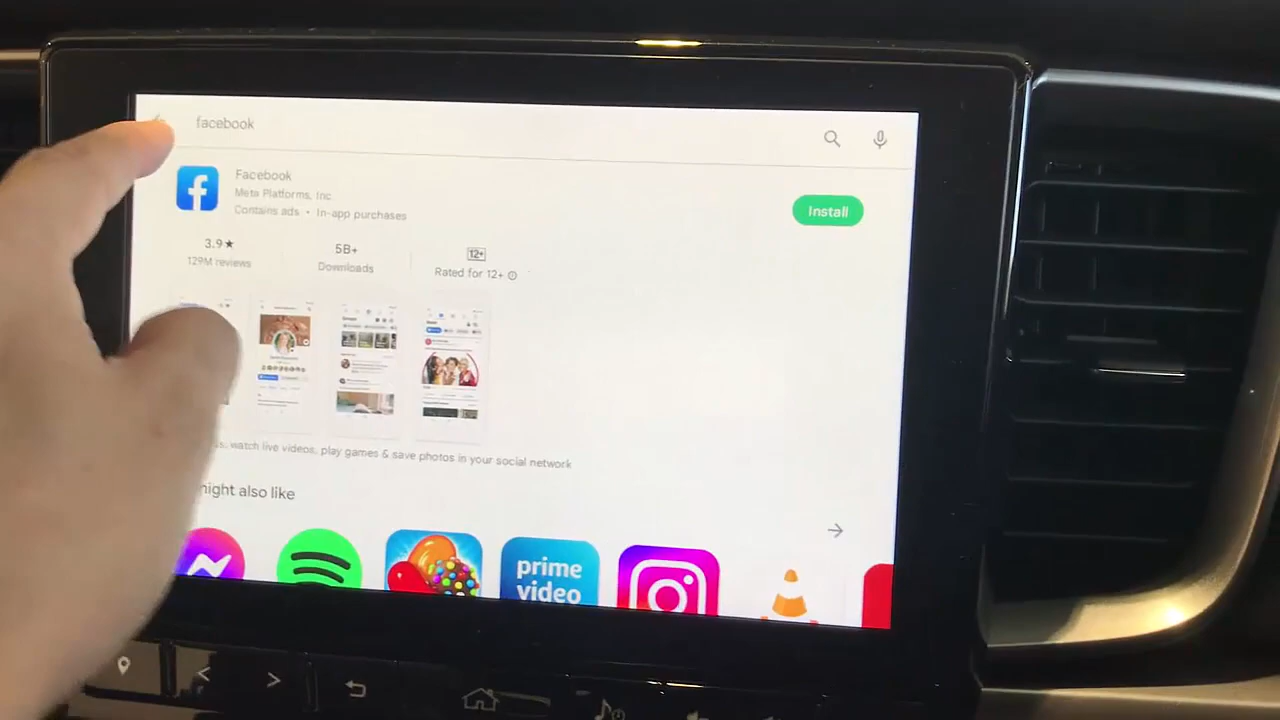 facebook
Facebook
Meta Platforms, Inc
Contains ads • In-app purchases
Install
3.9★
129M reviews
5B+
Downloads
12+
Rated for 12+
watch live videos, play games & save photos in your social network
might also like
prime
video